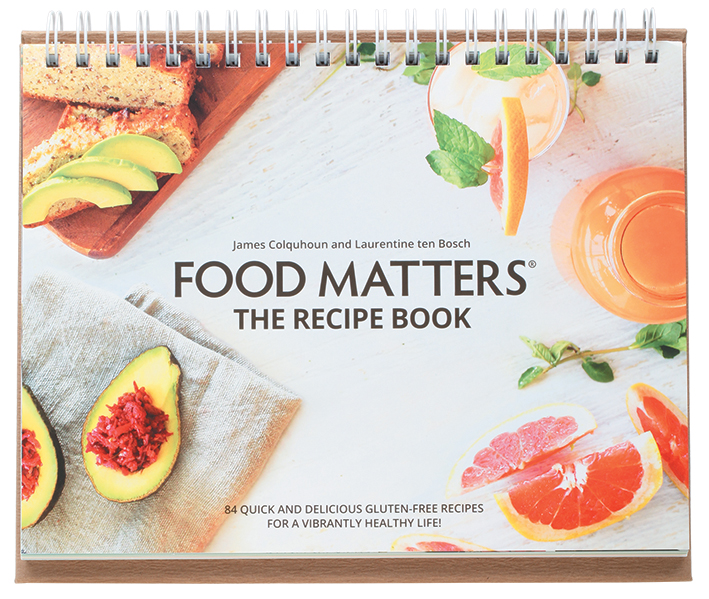 James Colquhoun and Laurentine ten Bosch
FOOD MATTERS®
THE RECIPE BOOK
84 QUICK AND DELICIOUS GLUTEN-FREE RECIPES
FOR A VIBRANTLY HEALTHY LIFE!